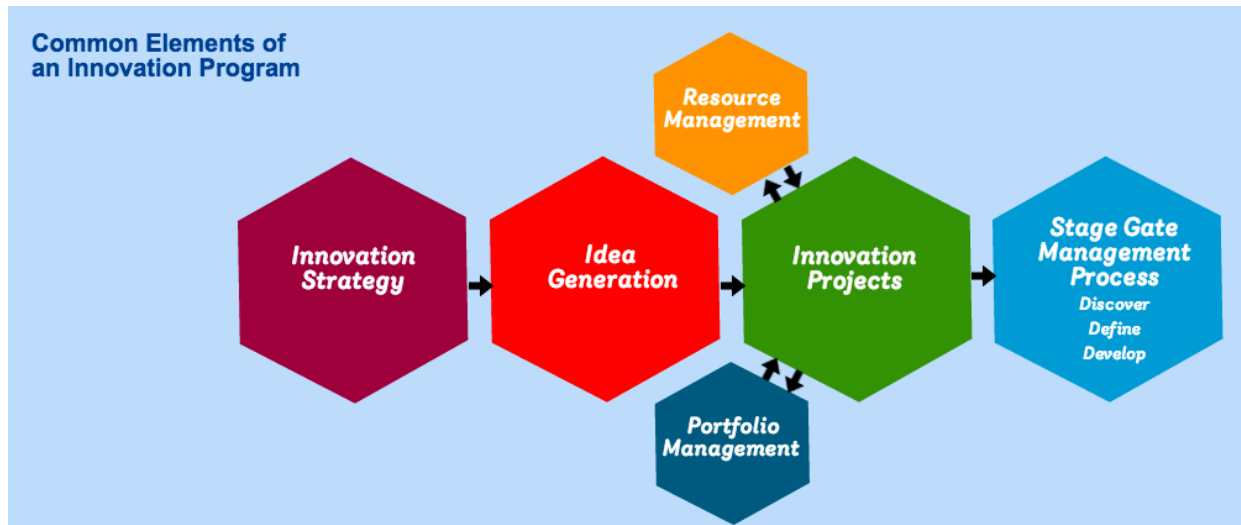 Common Elements of
an Innovation Program
Resource
Management
Innovation
Strategy
Idea
Generation
Innovation
Projects
Stage Gate
Management
Process
Discover
Define
Develop
Portfolio
Management